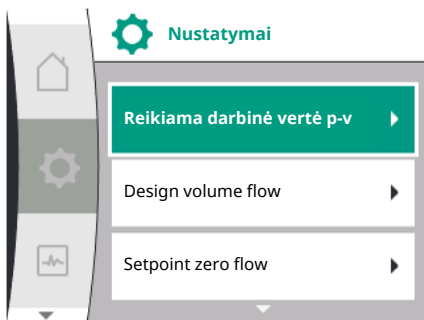 Nustatymai
Reikiama darbinė vertė p-v
Design volume flow
Setpoint zero flow